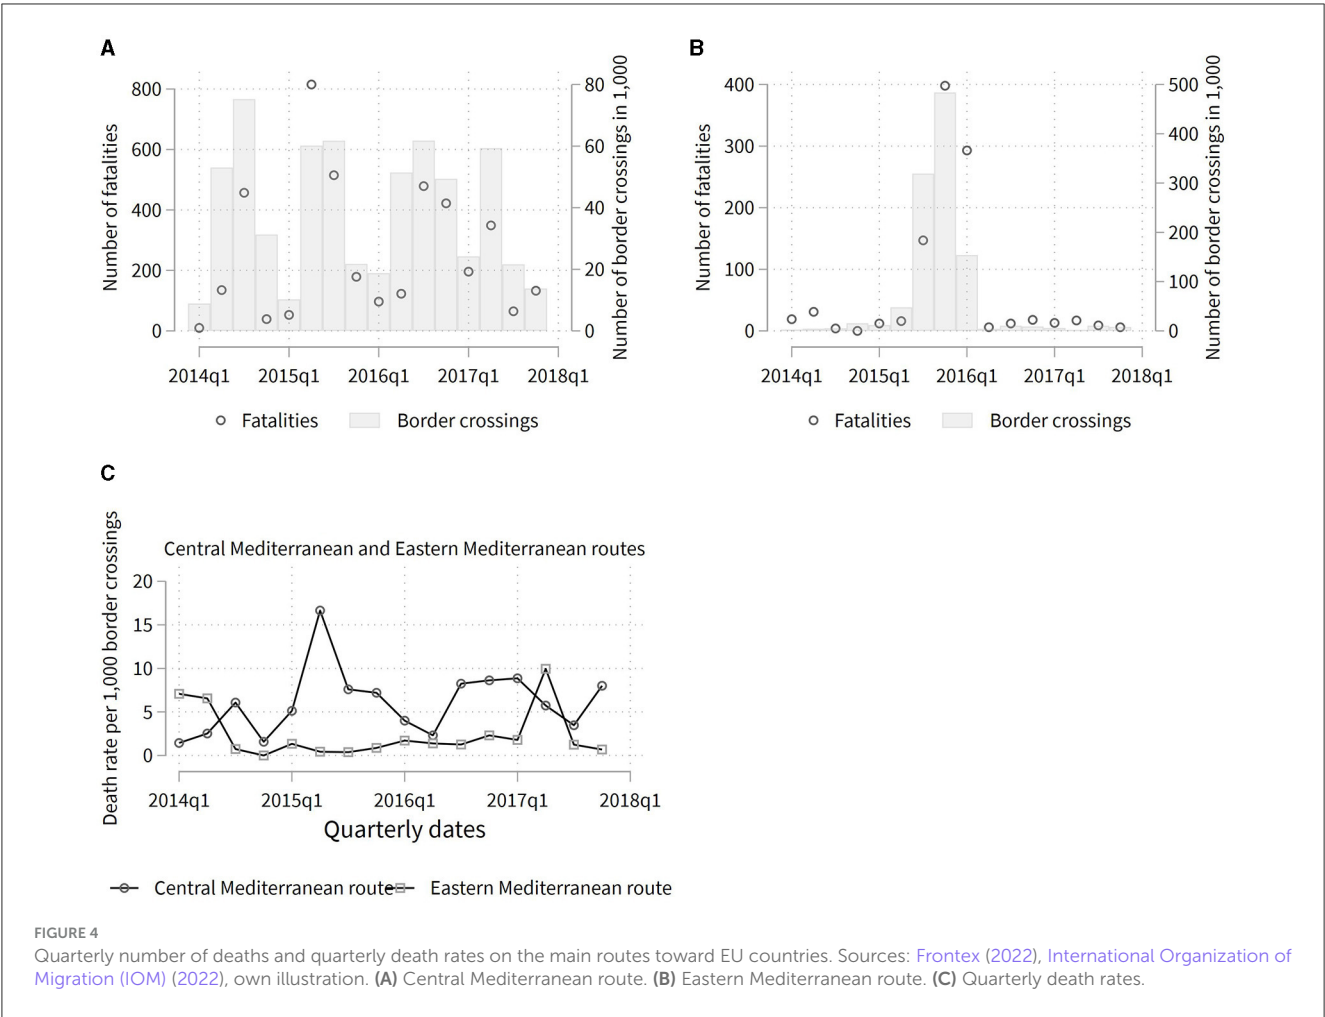 A
Number of fatalities
800
600
400
200
0
80
60
40
20
0
Number of border crossings in 1,000
2014q1 2015q1 2016q1 2017q1 2018q1
Fatalities Border crossings
B
Number of fatalities
400
300
200
100
0
500
400
300
200
100
0
Number of border crossings in 1,000
2014q1 2015q1 2016q1 2017q1 2018q1
Fatalities Border crossings
C
Central Mediterranean and Eastern Mediterranean routes
Death rate per 1,000 border crossings
20
15
10
5
0
2014q1 2015q1 2016q1 2017q1 2018q1
Quarterly dates
Central Mediterranean route Eastern Mediterranean route
FIGURE 4
Quarterly number of deaths and quarterly death rates on the main routes toward EU countries. Sources: Frontex (2022), International Organization of
Migration (IOM) (2022), own illustration. (A) Central Mediterranean route. (B) Eastern Mediterranean route. (C) Quarterly death rates.